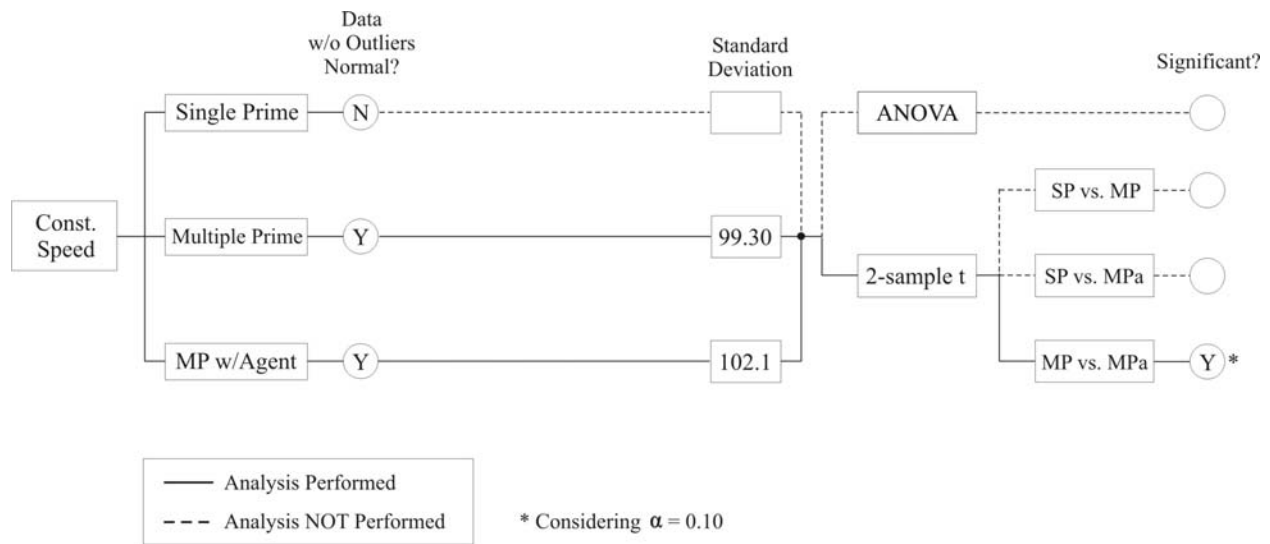 Data
w/o Outliers
Normal?
Standard
Deviation
Significant?
Single Prime
N
ANOVA
SP vs. MP
Const.
Speed
Multiple Prime
Y
99.30
2-sample t
SP vs. MPa
MP w/Agent
Y
102.1
MP vs. MPa
Y *
Analysis Performed
Analysis NOT Performed
* Considering α = 0.10